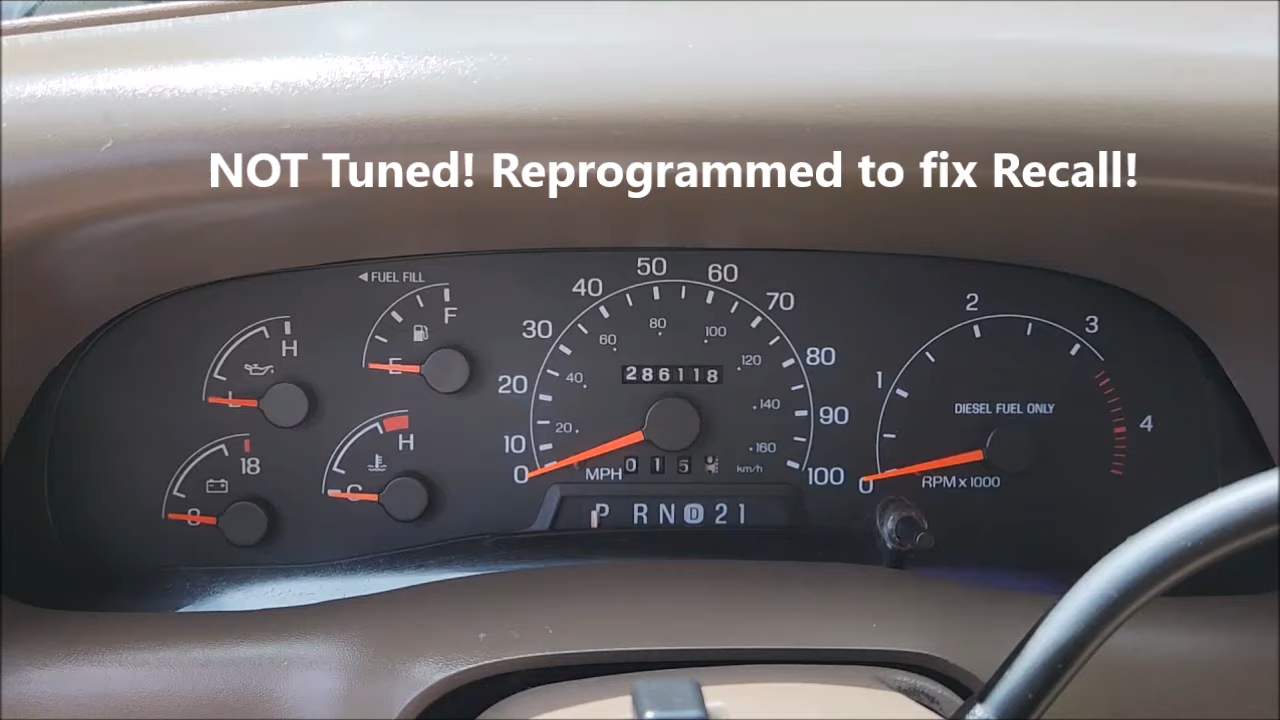 NOT Tuned! Reprogrammed to fix Recall!
FUEL FILL
F
E
H
L
18
8
H
C
0 10 20 30 40 50 60 70 80 90 100
20 40 60 80 100 120 140 160
286118
MPH
015
km/h
P R N D 2 1
0 1 2 3 4
DIESEL FUEL ONLY
RPM x 1000